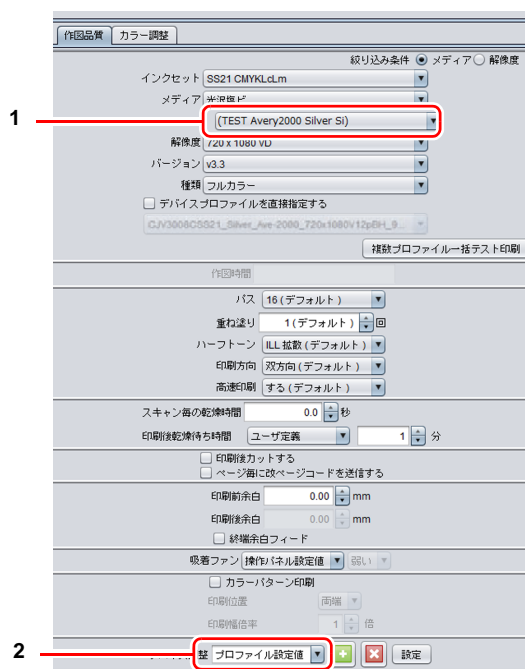 作図品質 カラー調整
絞り込み条件 メディア 解像度
インクセット SS21 CMYKLcLm
メディア 光沢塩ビ
1 (TEST Avery2000 Silver Si)
解像度 720 x 1080 VD
バージョン v3.3
種類 フルカラー
デバイスプロファイルを直接指定する
複数プロファイル一括テスト印刷
作図時間
パス 16(デフォルト)
重ね塗り 1(デフォルト) 回
ハーフトーン ILL 拡散(デフォルト)
印刷方向 双方向(デフォルト)
高速印刷 する(デフォルト)
スキャン毎の乾燥時間 0.0 秒
印刷後乾燥待ち時間 ユーザ定義 1 分
印刷後カットする
ページ毎に改ページコードを送信する
印刷前余白 0.00 mm
印刷後余白 0.00 mm
終端余白フィード
吸着ファン 操作パネル設定値 弱い
カラーパターン印刷
印刷位置 両端
印刷幅倍率 1 倍
2 整 プロファイル設定値 設定